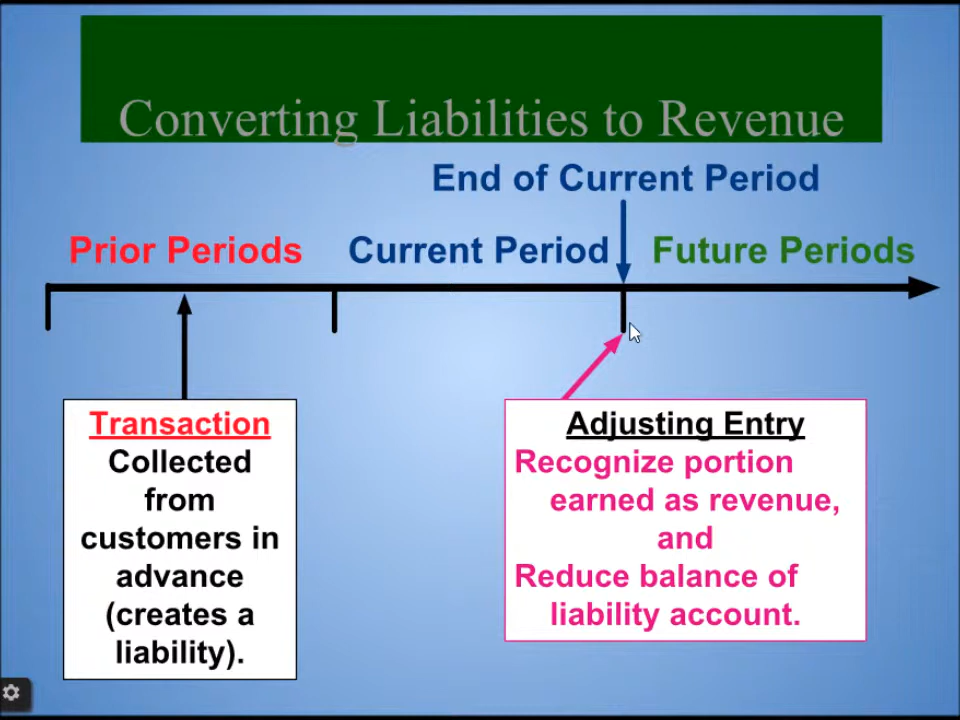 Converting Liabilities to Revenue
End of Current Period
Prior Periods
Current Period
Future Periods
Transaction
Collected
from
customers in
advance
(creates a
liability).
Adjusting Entry
Recognize portion
earned as revenue,
and
Reduce balance of
liability account.